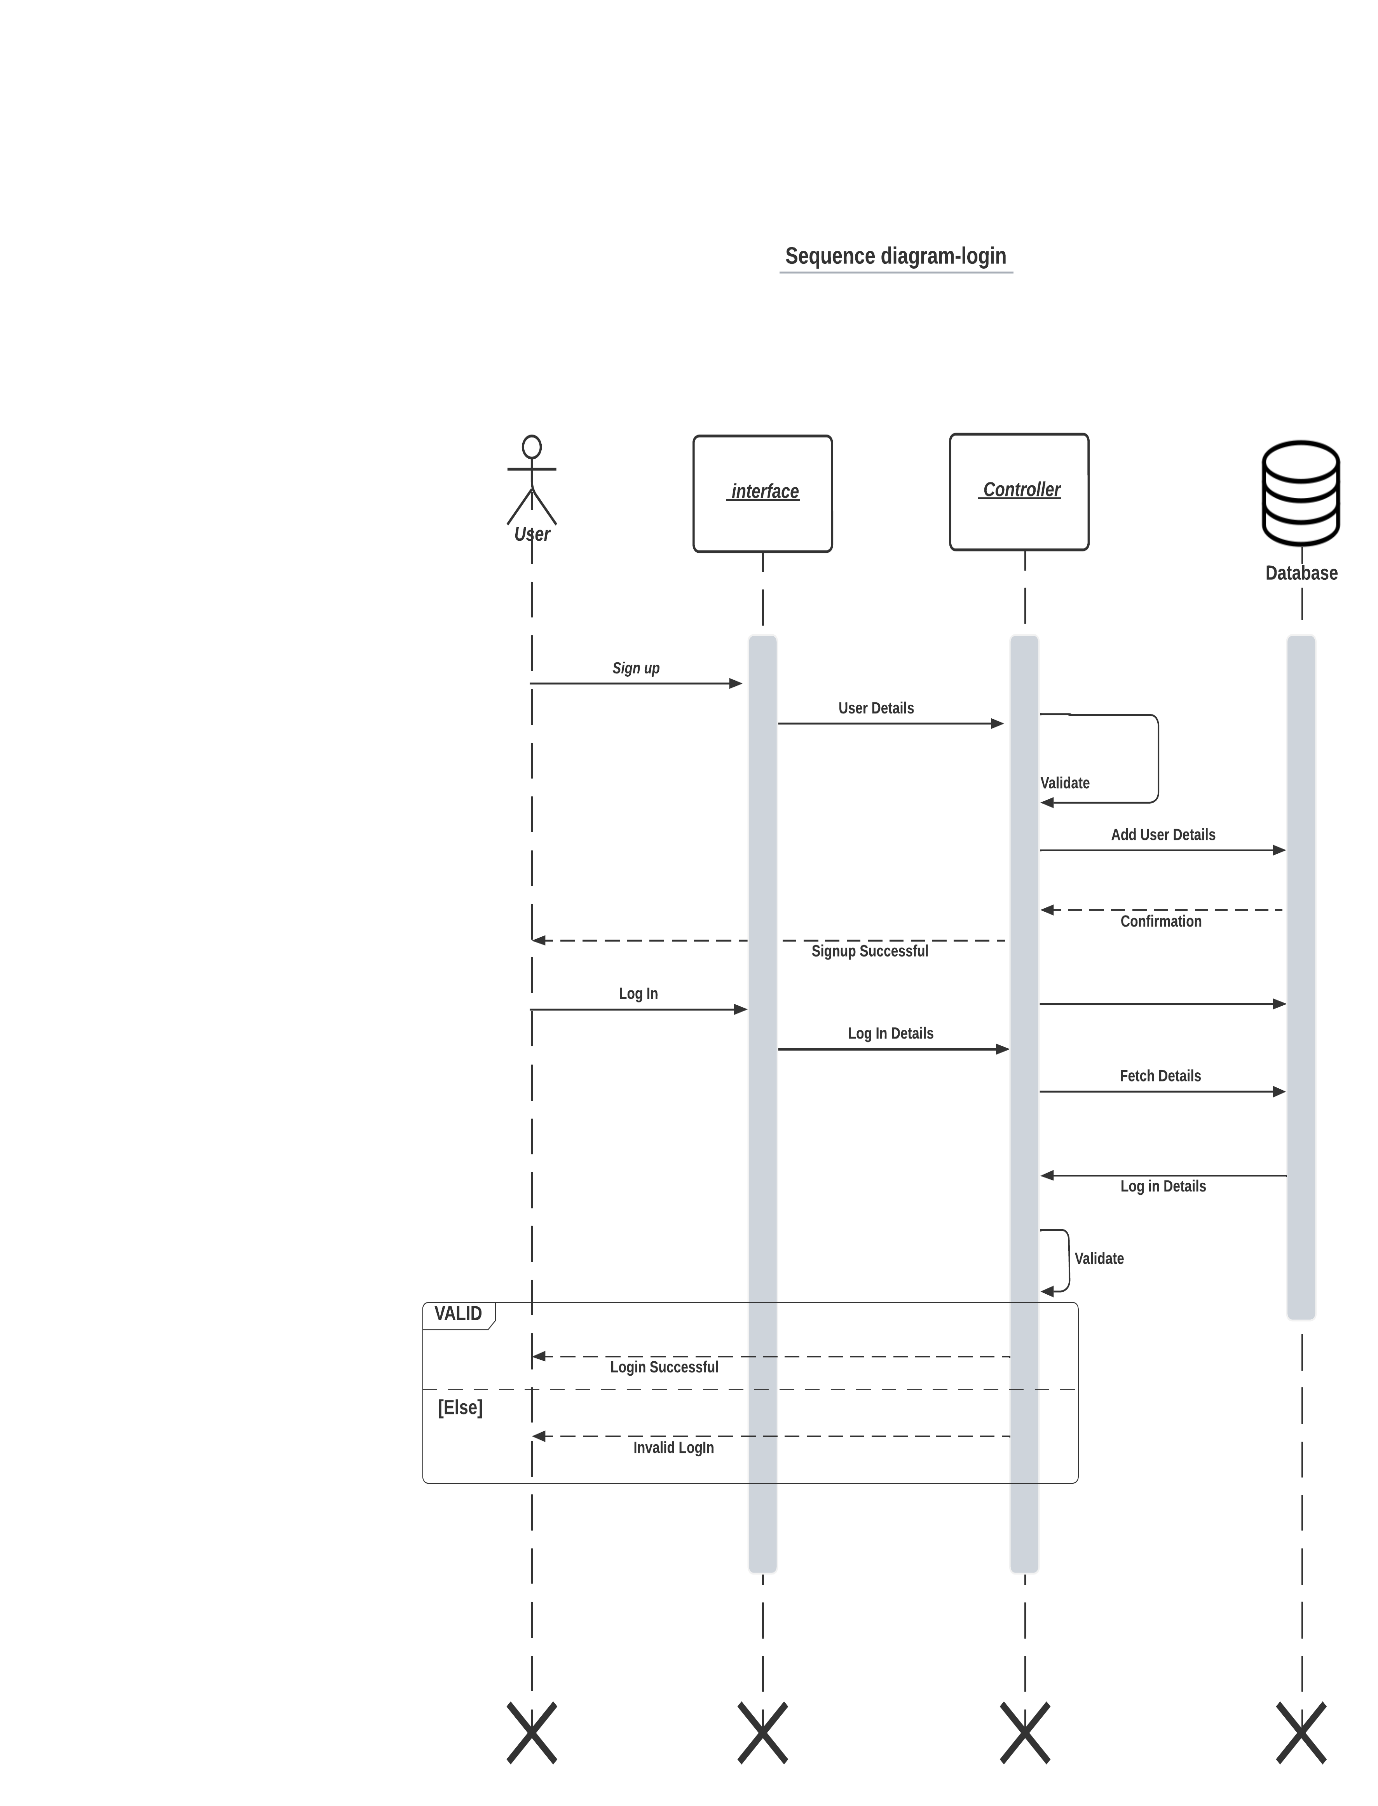 Sequence diagram-login
User
interface
Controller
Database
Sign up
User Details
Validate
Add User Details
Confirmation
Signup Successful
Log In
Log In Details
Fetch Details
Log in Details
Validate
VALID
Login Successful
[Else]
Invalid LogIn